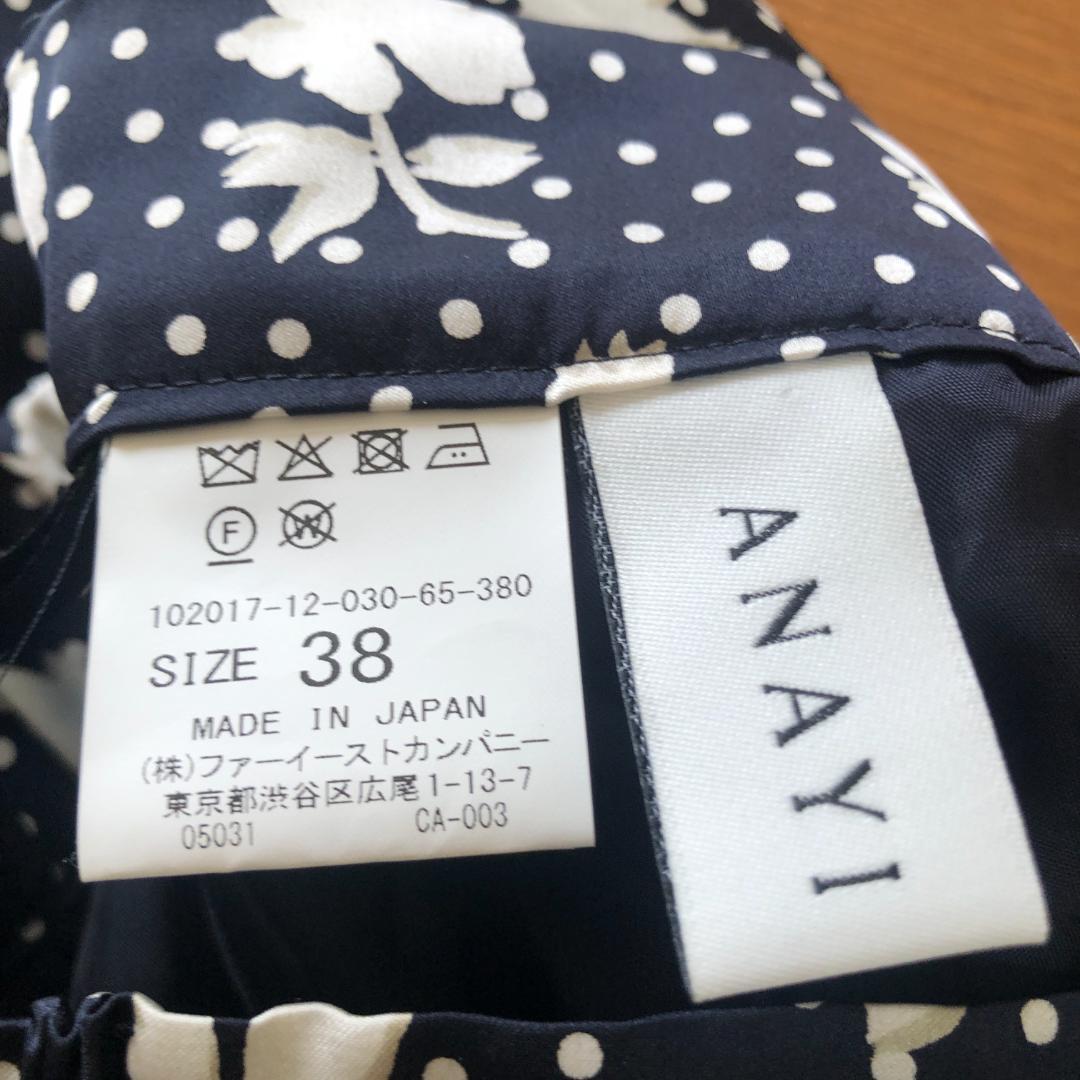 F W
102017-12-030-65-380
SIZE 38
MADE IN JAPAN
(株)ファーイーストカンパニー
東京都渋谷区広尾1-13-7
05031 CA-003
ANAYI